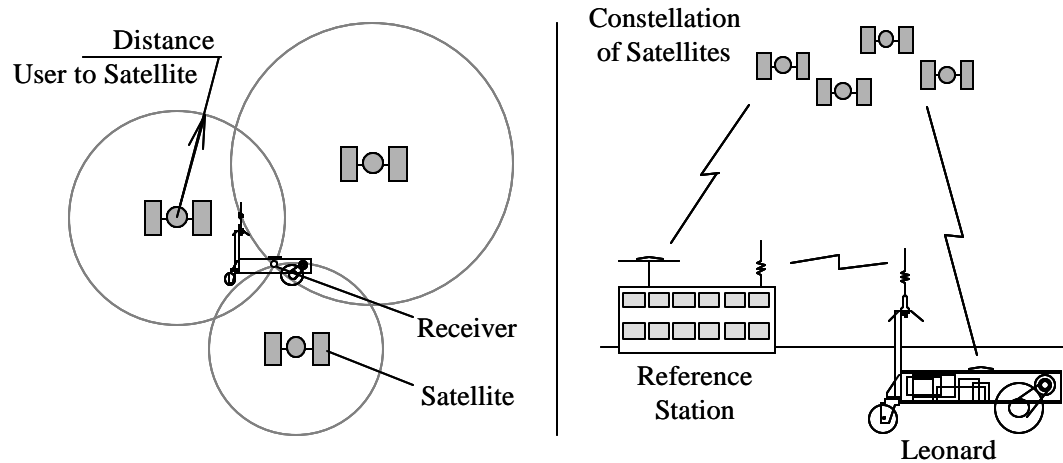 Distance
User to Satellite
Receiver
Satellite
Constellation
of Satellites
Reference
Station
Leonard